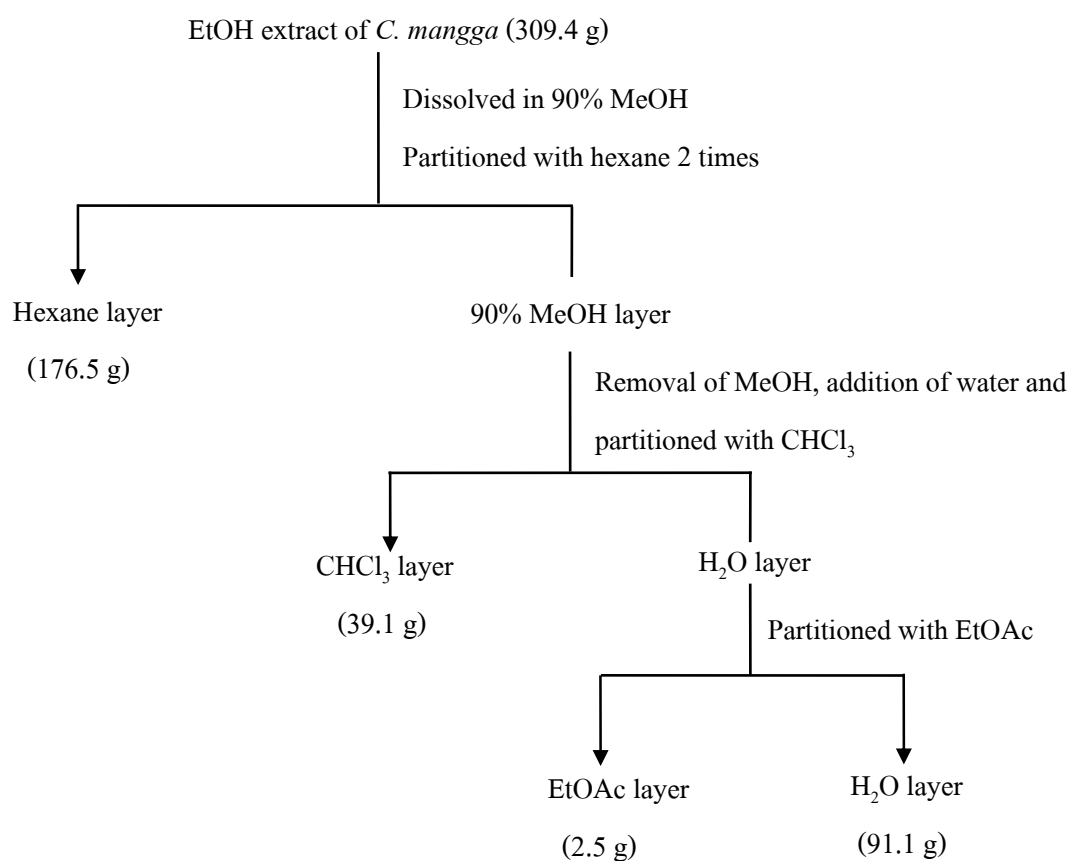 EtOH extract of C. mangga (309.4 g)
Dissolved in 90% MeOH
Partitioned with hexane 2 times
Hexane layer
(176.5 g)
90% MeOH layer
Removal of MeOH, addition of water and
partitioned with CHCl₃
CHCl₃ layer
(39.1 g)
H₂O layer
Partitioned with EtOAc
EtOAc layer
(2.5 g)
H₂O layer
(91.1 g)